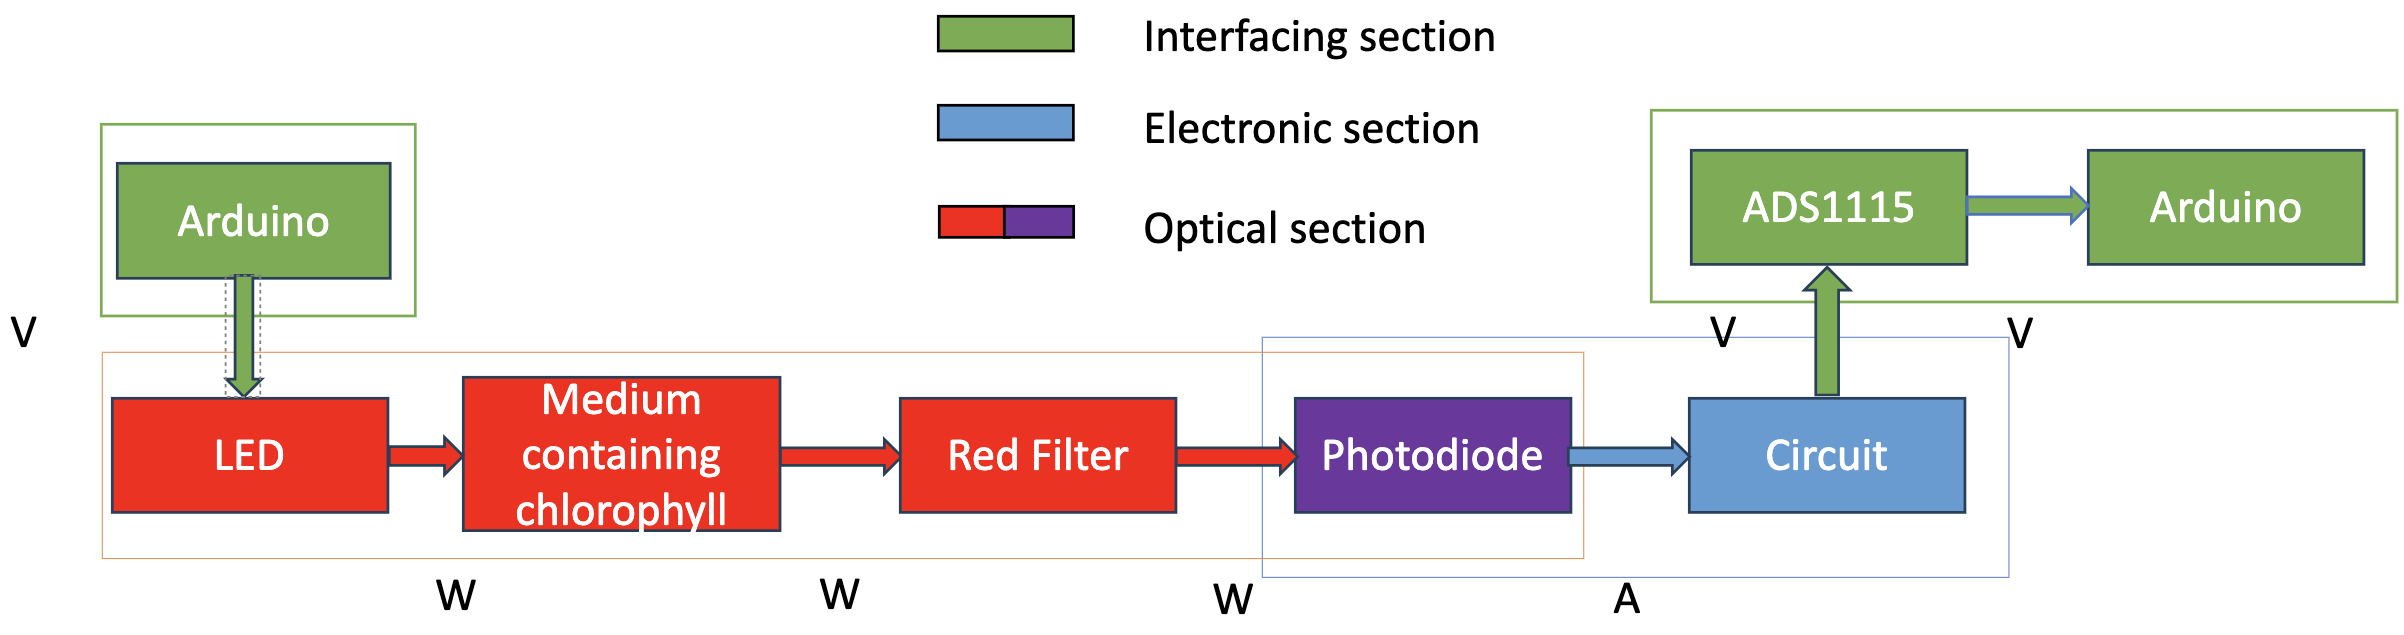 Interfacing section
Electronic section
Optical section
Arduino
ADS1115
Arduino
V
V
V
LED
Medium
containing
chlorophyll
Red Filter
Photodiode
Circuit
W
W
W
A